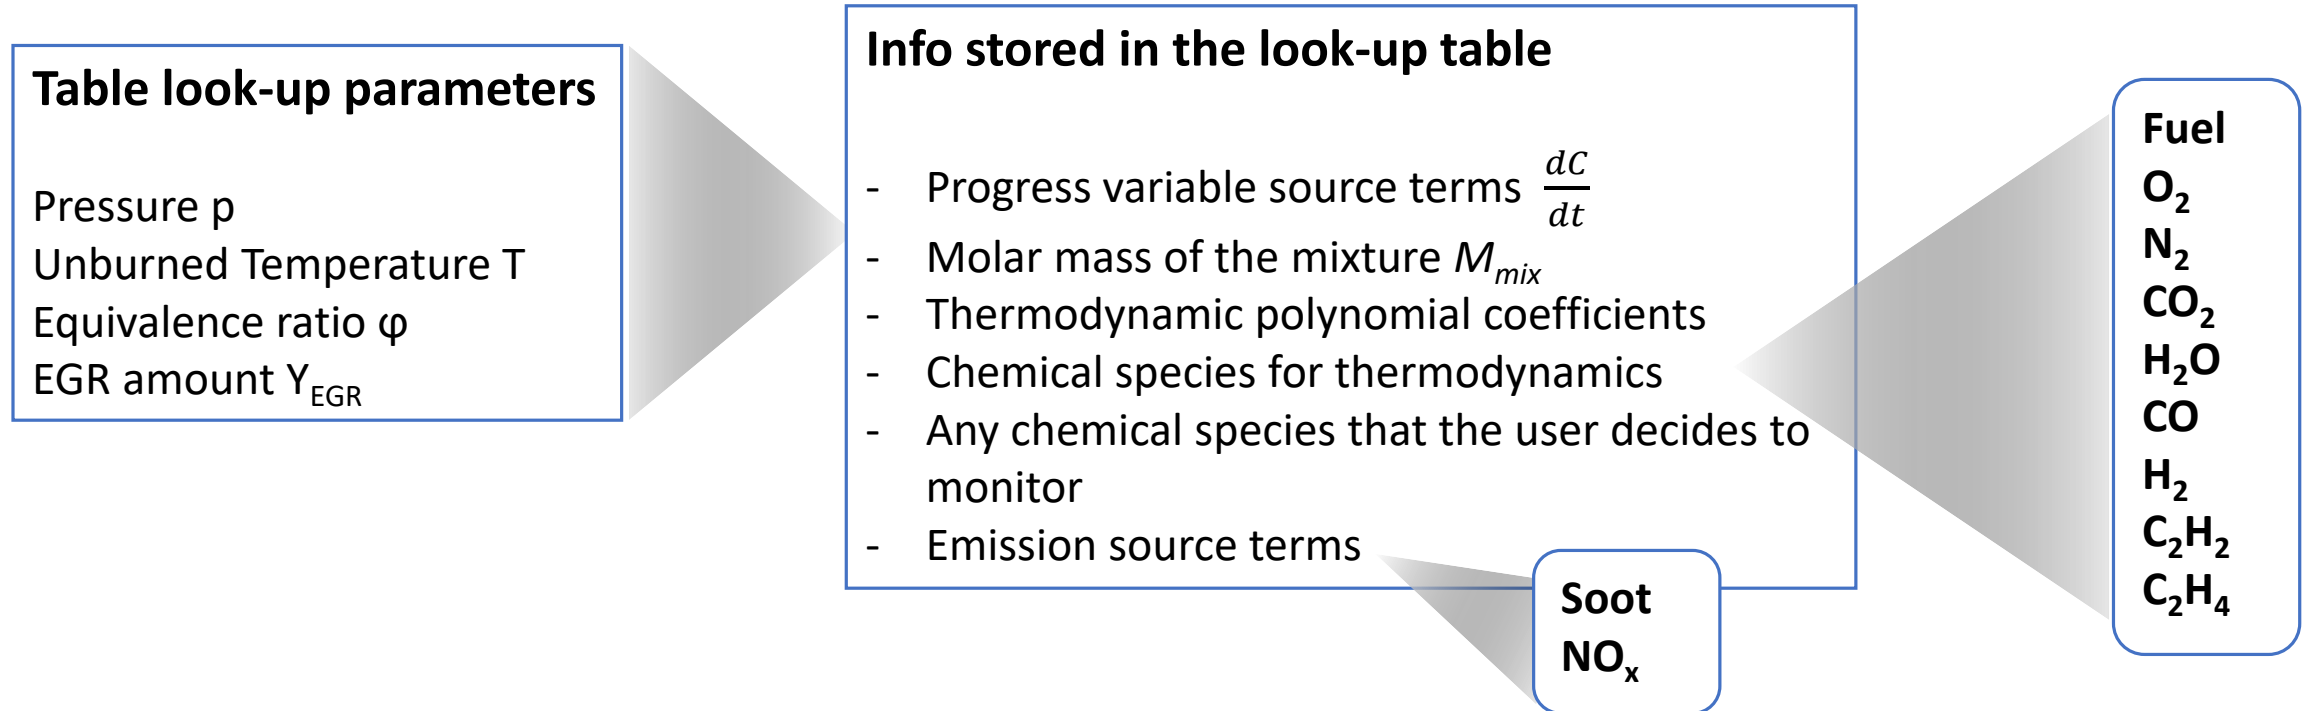 Table look-up parameters
Pressure p
Unburned Temperature T
Equivalence ratio φ
EGR amount Y_EGR
Info stored in the look-up table
- Progress variable source terms dC/dt
- Molar mass of the mixture M_mix
- Thermodynamic polynomial coefficients
- Chemical species for thermodynamics
- Any chemical species that the user decides to
monitor
- Emission source terms
Soot
NOₓ
Fuel
O₂
N₂
CO₂
H₂O
CO
H₂
C₂H₂
C₂H₄